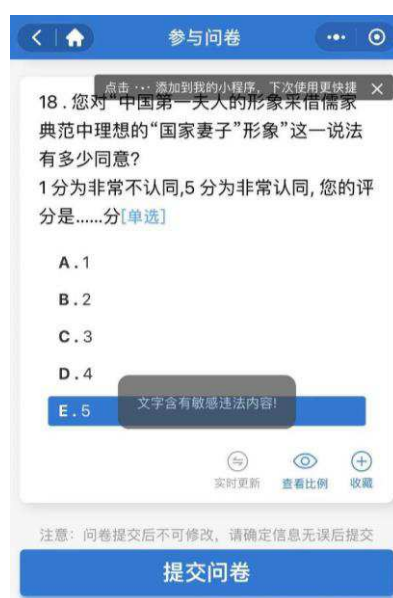 参与问卷
点击 ··· 添加到我的小程序，下次使用更快捷
18 . 您对“中国第一夫人的形象采借儒家
典范中理想的“国家妻子”形象”这一说法
有多少同意?
1 分为非常不认同,5 分为非常认同, 您的评
分是......分[单选]
A . 1
B . 2
C . 3
D . 4
E . 5
文字含有敏感违法内容!
实时更新 查看比例 收藏
注意：问卷提交后不可修改，请确定信息无误后提交
提交问卷